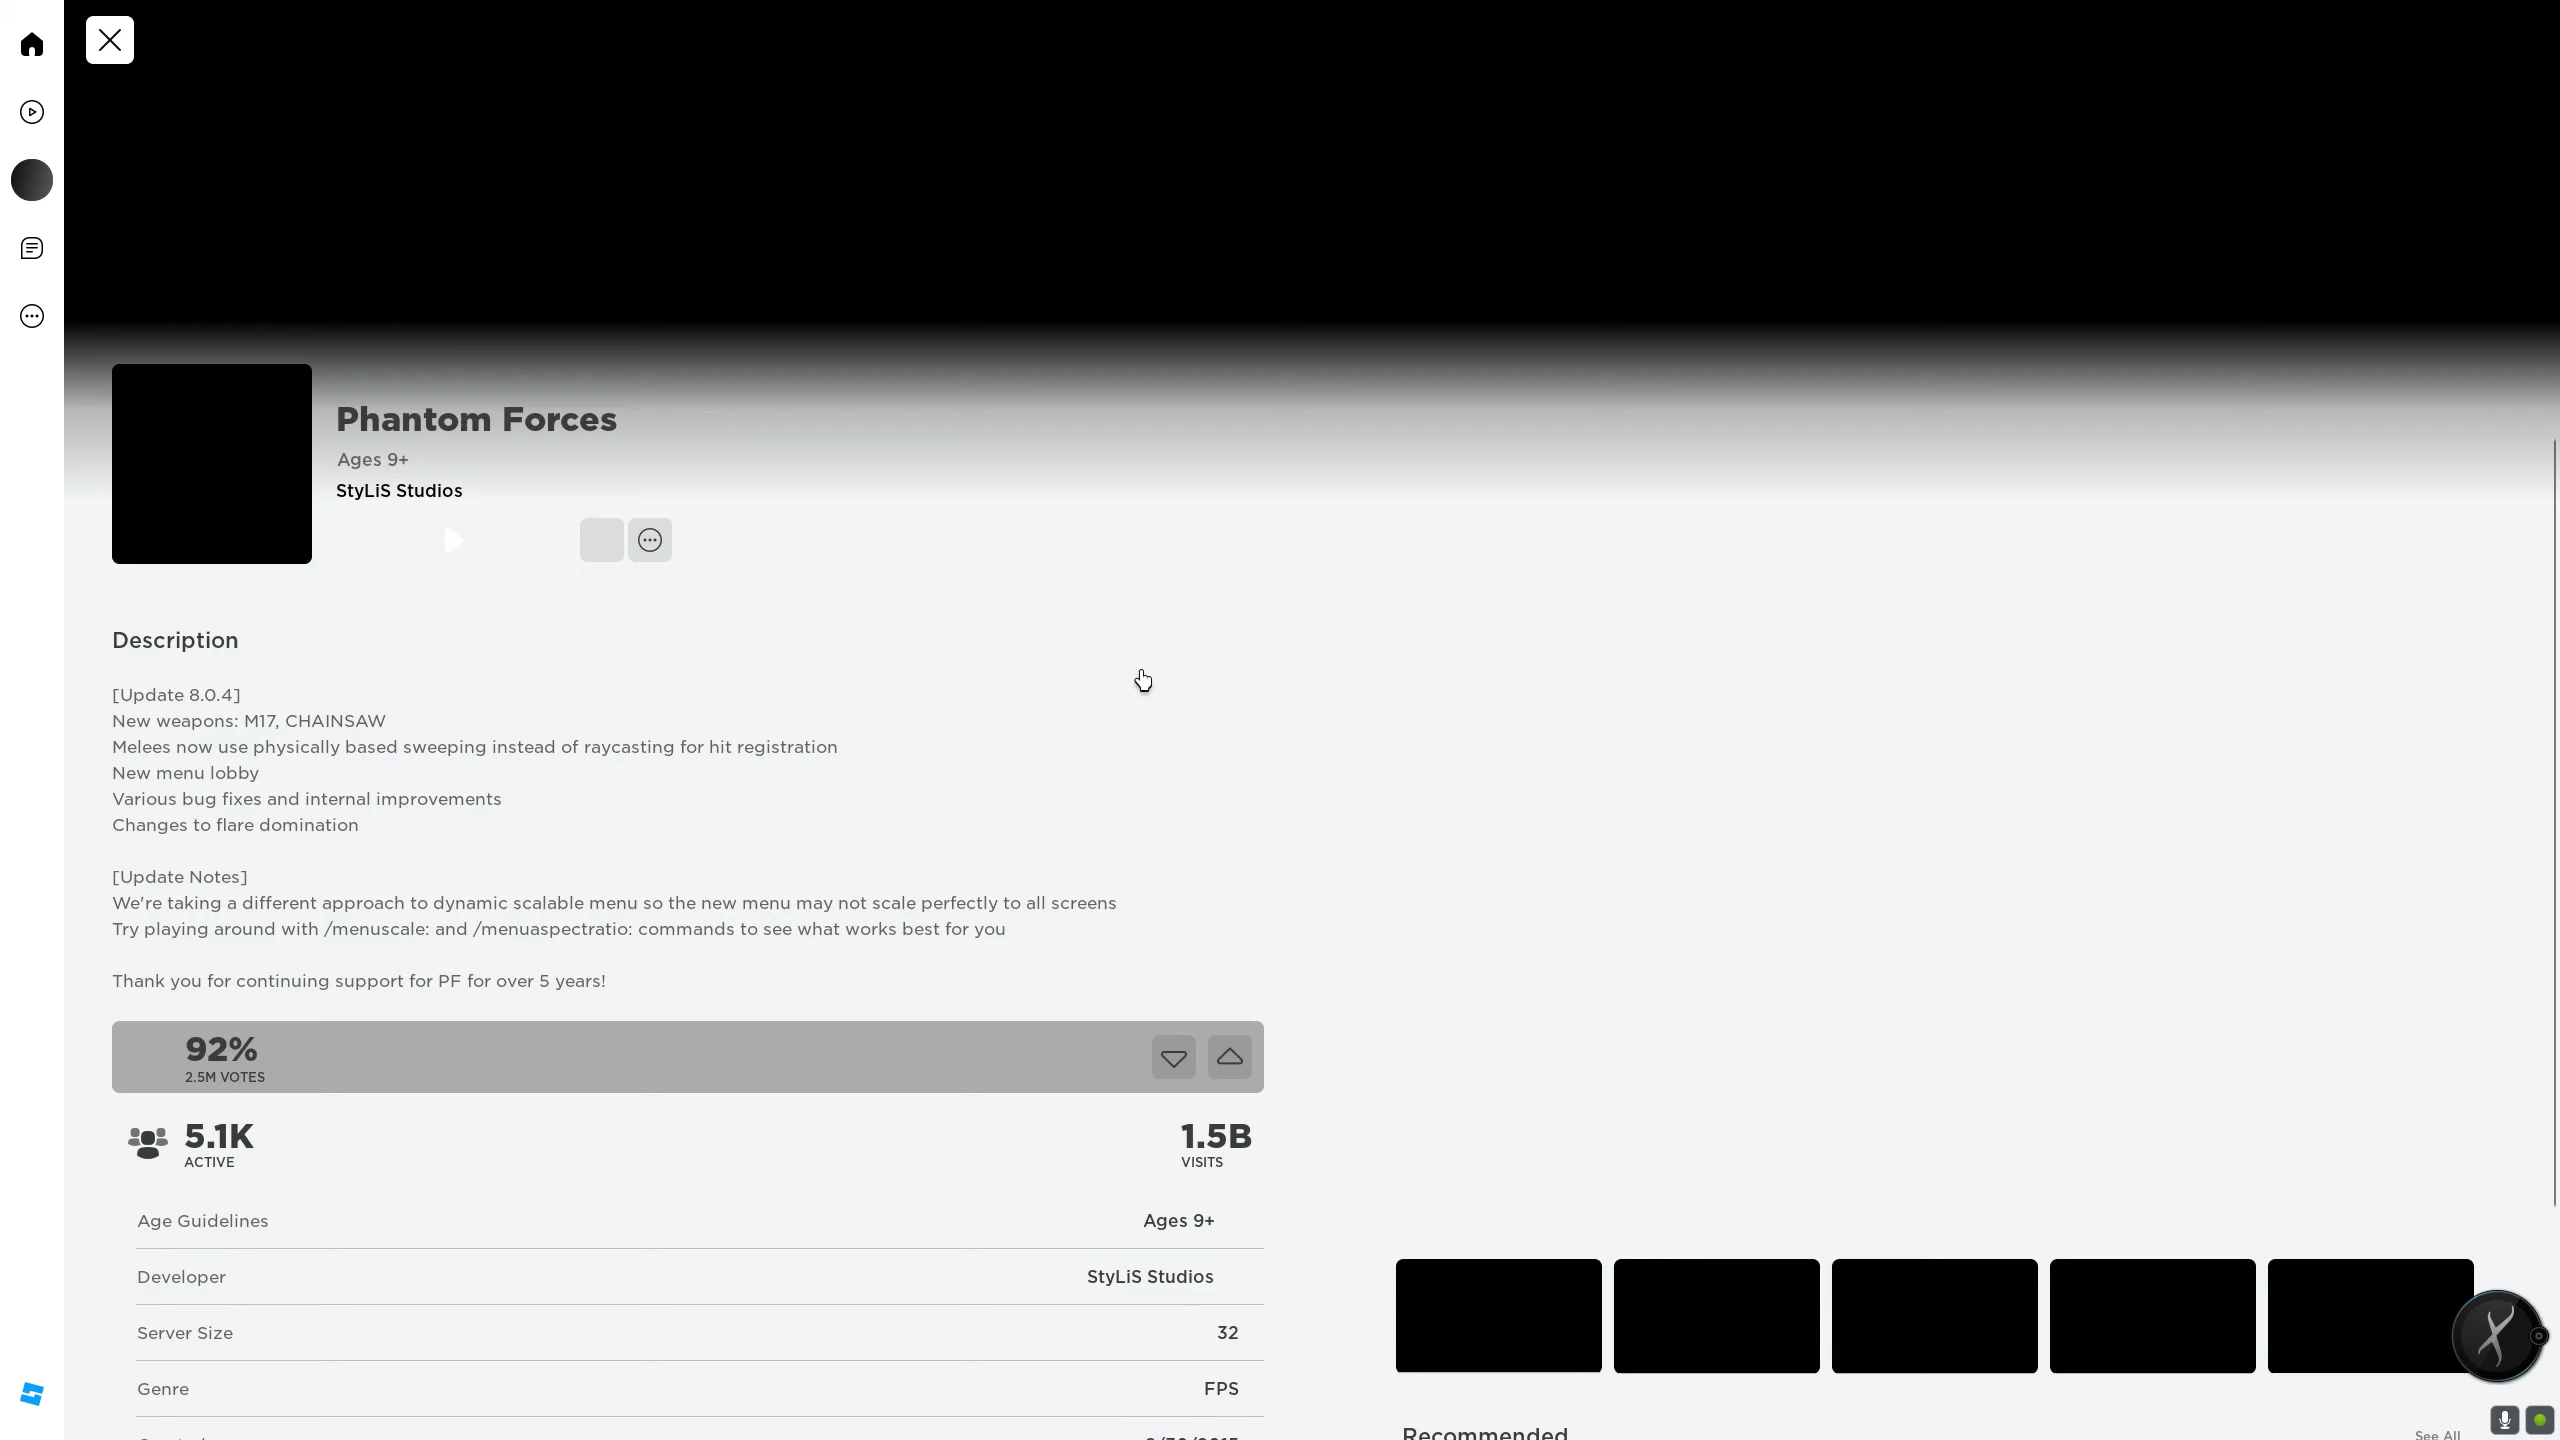 Phantom Forces
Ages 9+
StyLiS Studios
Description
[Update 8.0.4]
New weapons: M17, CHAINSAW
Melees now use physically based sweeping instead of raycasting for hit registration
New menu lobby
Various bug fixes and internal improvements
Changes to flare domination
[Update Notes]
We're taking a different approach to dynamic scalable menu so the new menu may not scale perfectly to all screens
Try playing around with /menuscale: and /menuaspectratio: commands to see what works best for you
Thank you for continuing support for PF for over 5 years!
92%
2.5M VOTES
5.1K
ACTIVE
1.5B
VISITS
Age Guidelines Ages 9+
Developer StyLiS Studios
Server Size 32
Genre FPS
Recommended See All